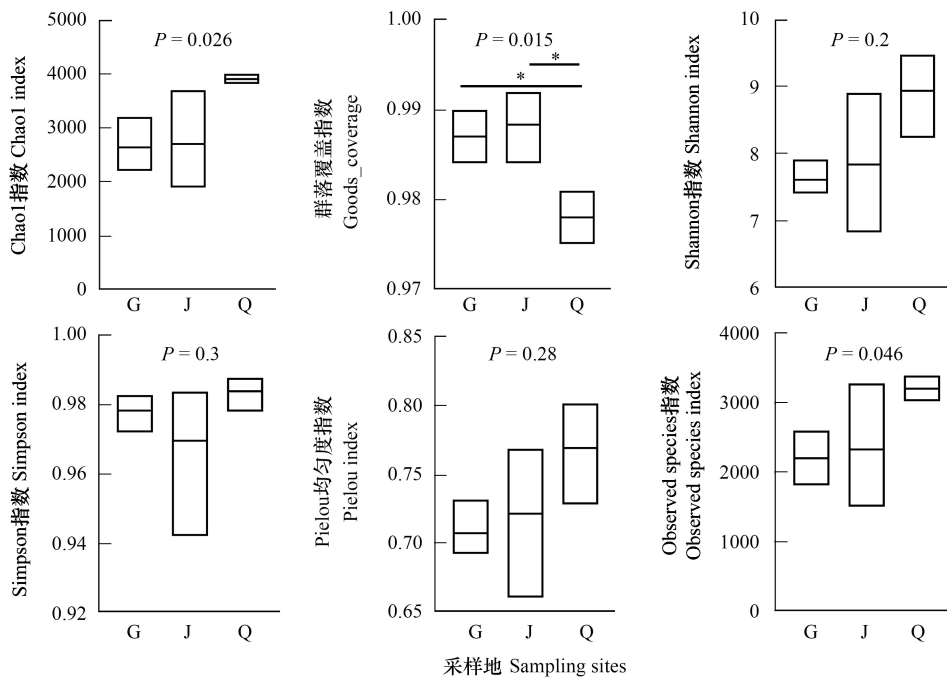 Chao1指数 Chao1 index
5000
4000
3000
2000
1000
0
P = 0.026
G J Q
群落覆盖指数
Goods_coverage
1.00
0.99
0.98
0.97
P = 0.015
*
*
G J Q
Shannon指数 Shannon index
10
9
8
7
6
P = 0.2
G J Q
Simpson指数 Simpson index
1.00
0.98
0.96
0.94
0.92
P = 0.3
G J Q
Pielou均匀度指数
Pielou index
0.85
0.80
0.75
0.70
0.65
P = 0.28
G J Q
Observed species指数
Observed species index
4000
3000
2000
1000
0
P = 0.046
G J Q
采样地 Sampling sites